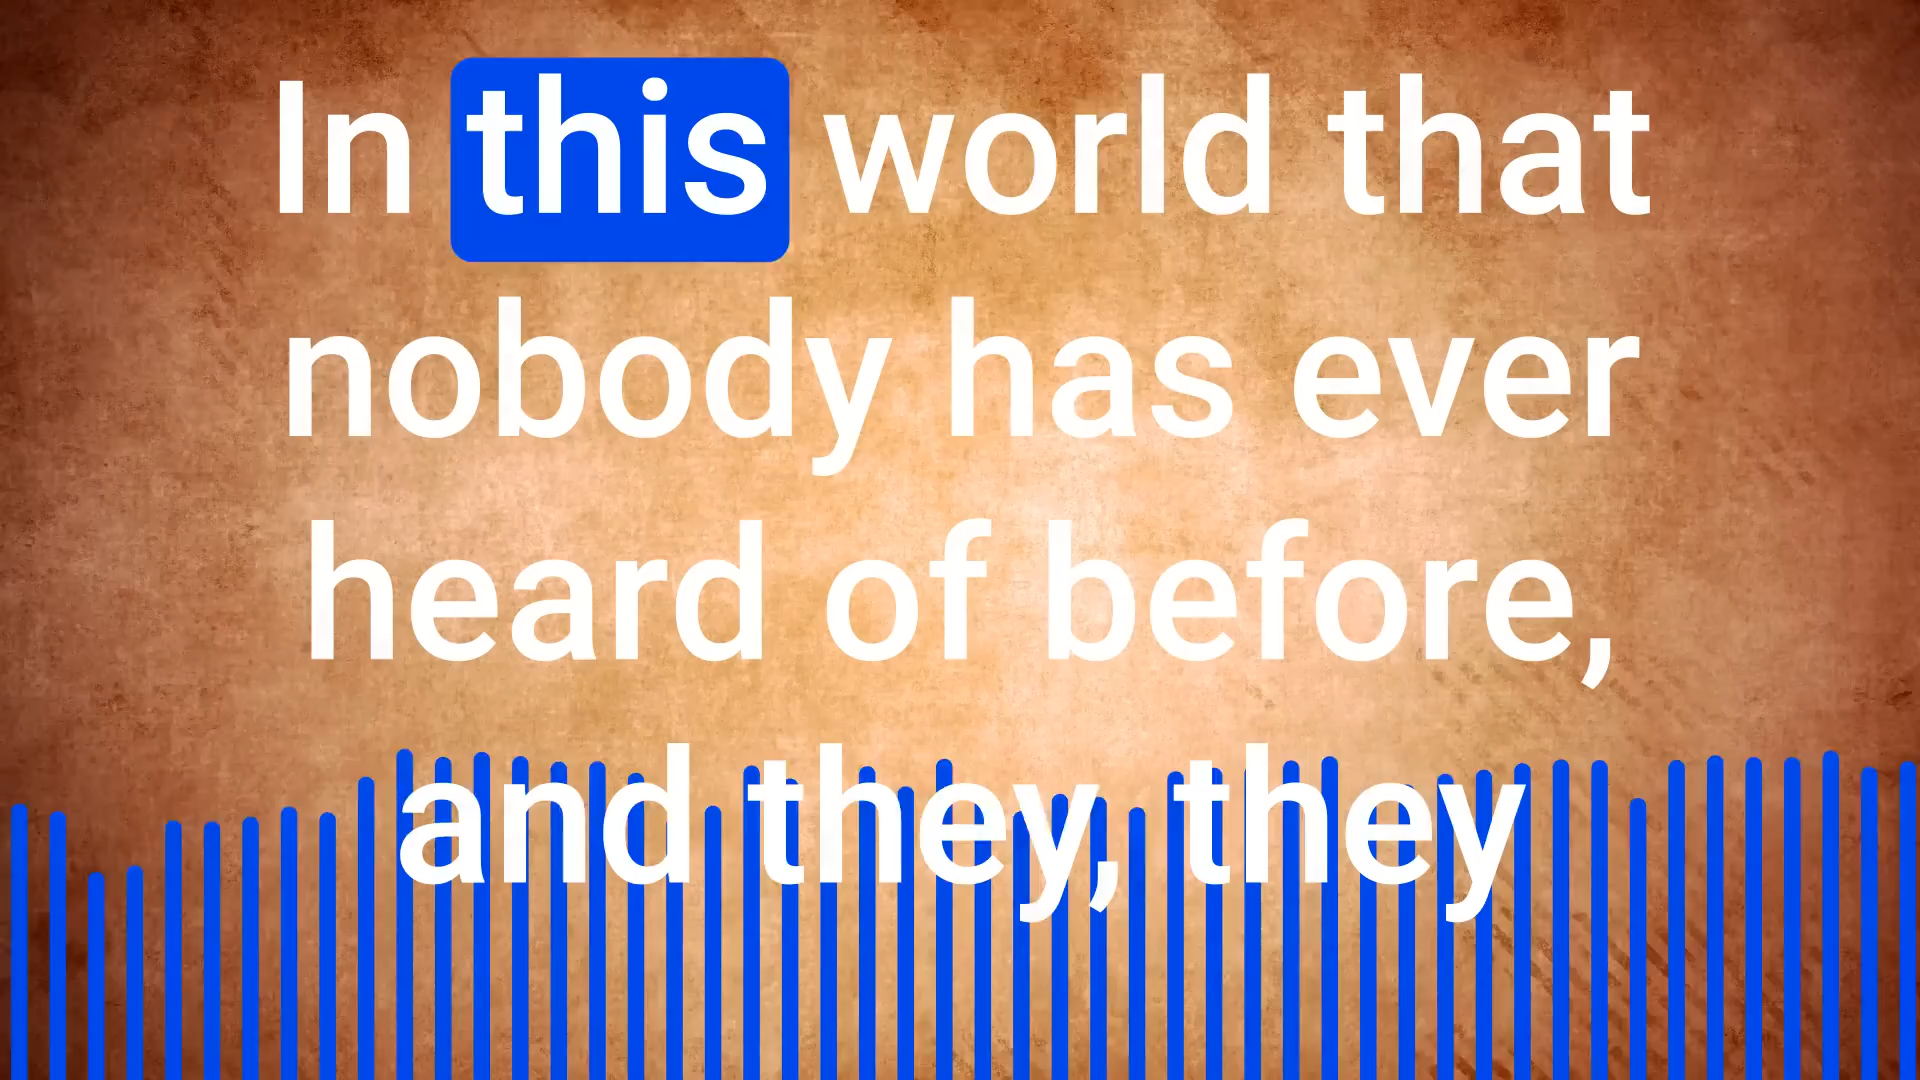 In this world that
nobody has ever
heard of before,
and they, they